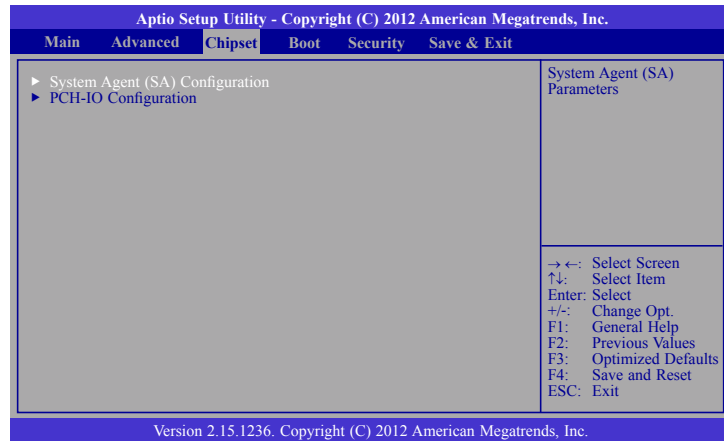 Aptio Setup Utility - Copyright (C) 2012 American Megatrends, Inc.
Main Advanced Chipset Boot Security Save & Exit
► System Agent (SA) Configuration
► PCH-IO Configuration
System Agent (SA)
Parameters
→ ←: Select Screen
↑↓: Select Item
Enter: Select
+/-: Change Opt.
F1: General Help
F2: Previous Values
F3: Optimized Defaults
F4: Save and Reset
ESC: Exit
Version 2.15.1236. Copyright (C) 2012 American Megatrends, Inc.